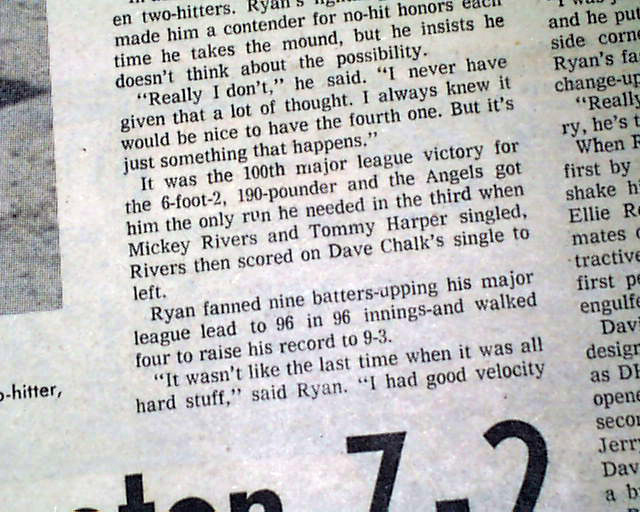 en two-hitters. Ryan's
made him a contender for no-hit honors each
time he takes the mound, but he insists he
doesn't think about the possibility.
"Really I don't," he said. "I never have
given that a lot of thought. I always knew it
would be nice to have the fourth one. But it's
just something that happens."
It was the 100th major league victory for
the 6-foot-2, 190-pounder and the Angels got
him the only run he needed in the third when
Mickey Rivers and Tommy Harper singled,
Rivers then scored on Dave Chalk's single to
left.
Ryan fanned nine batters-upping his major
league lead to 96 in 96 innings-and walked
four to raise his record to 9-3.
"It wasn't like the last time when it was all
hard stuff," said Ryan. "I had good velocity
o-hitter,
7-2
and he pu
side corne
Ryan's fa
change-up
"Really
ry, he's t
When R
first by
shake hi
Ellie Ro
mates o
tractive
first pe
engulfe
Davi
design
as DH
opene
secon
Jerry
Dav
a b